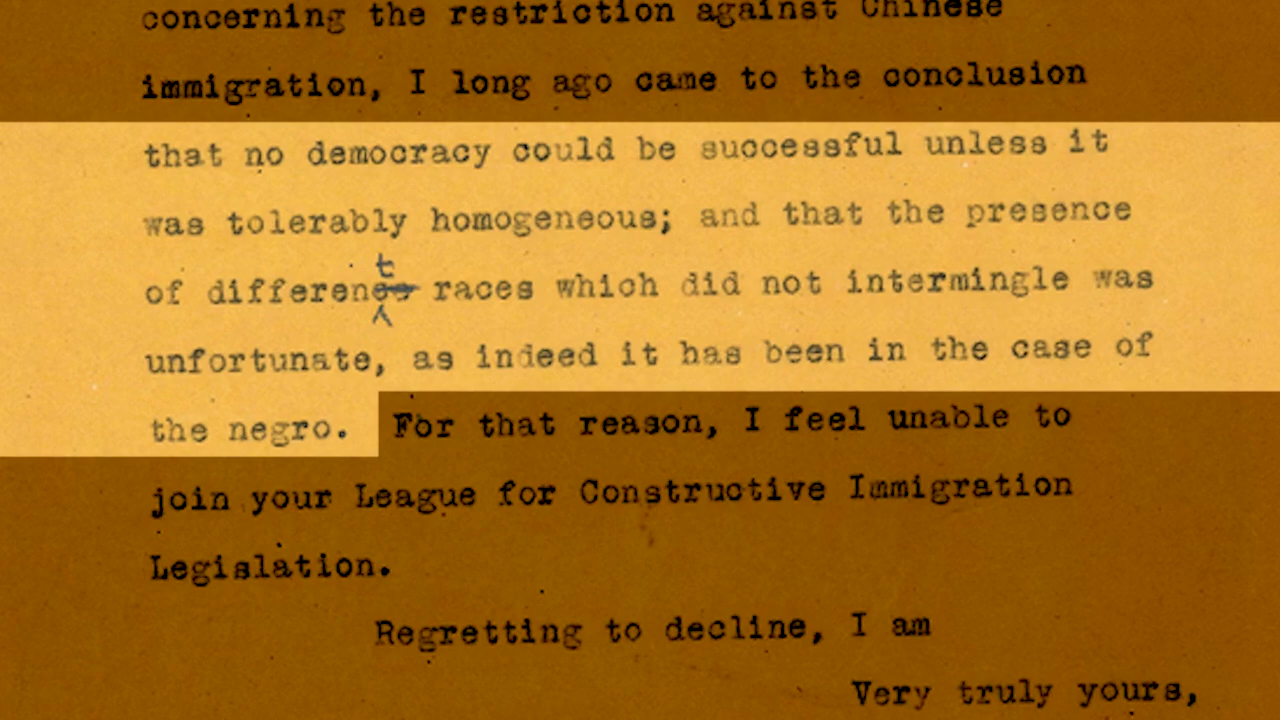 concerning the restriction against Chinese
immigration, I long ago came to the conclusion
that no democracy could be successful unless it
was tolerably homogeneous; and that the presence
of different races which did not intermingle was
unfortunate, as indeed it has been in the case of
the negro. For that reason, I feel unable to
join your League for Constructive Immigration
Legislation.
Regretting to decline, I am
Very truly yours,